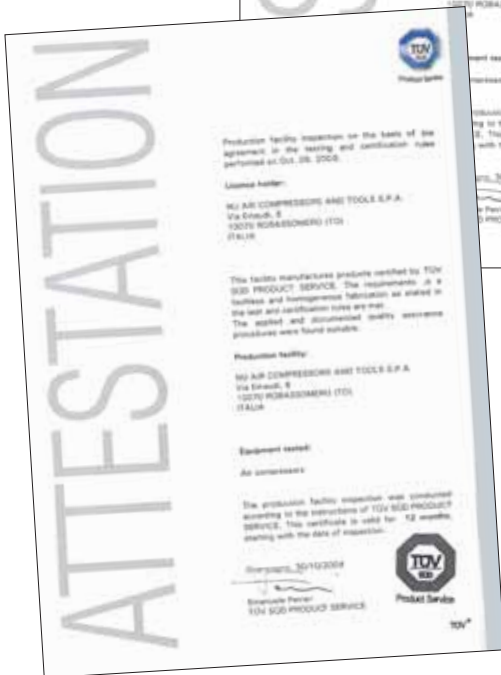 ATTESTATION
TÜV
Product Service
Production facility inspection on the basis of the
agreement in the testing and certification rules
performed on Oct. 2008.
Licence holder:
NU AIR COMPRESSORS AND TOOLS S.P.A.
Via Einaudi, 6
10070 ROBASSOMERO (TO)
ITALIA
This facility manufactures products certified by TÜV
SÜD PRODUCT SERVICE. The requirements a
faultless and homogeneous fabrication as stated in
the test and certification rules are met.
The applied and documented quality assurance
procedures were found suitable.
Production facility:
NU AIR COMPRESSORS AND TOOLS S.P.A.
Via Einaudi, 6
10070 ROBASSOMERO (TO)
ITALIA
Equipment tested:
Air compressors
The production facility inspection was conducted
according to the instructions of TÜV SÜD PRODUCT
SERVICE. This certificate is valid for 12 months,
starting with the date of inspection.
30/10/2008
Emanuele
TÜV SÜD PRODUCT SERVICE
TÜV
SÜD
Product Service
TÜV®